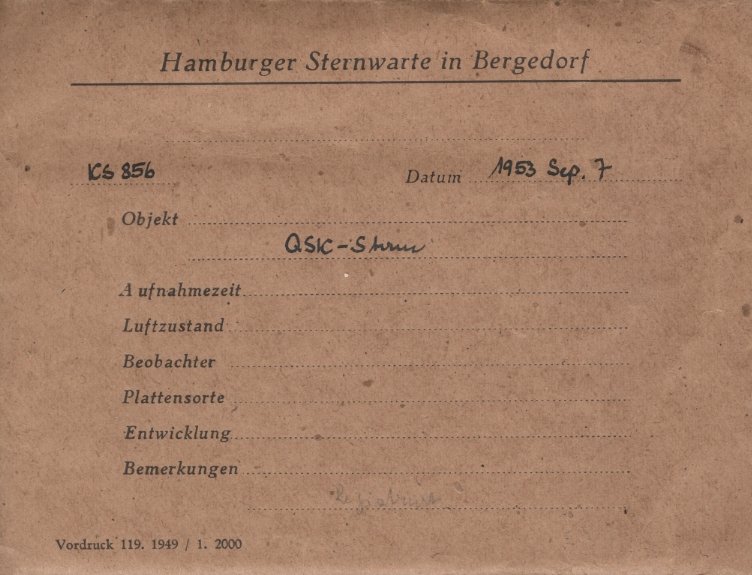 Hamburger Sternwarte in Bergedorf
KS 856 Datum 1953 Sep. 7
Objekt
QSK-Sterne
Aufnahmezeit
Luftzustand
Beobachter
Plattensorte
Entwicklung
Bemerkungen
Vordruck 119. 1949 / 1. 2000